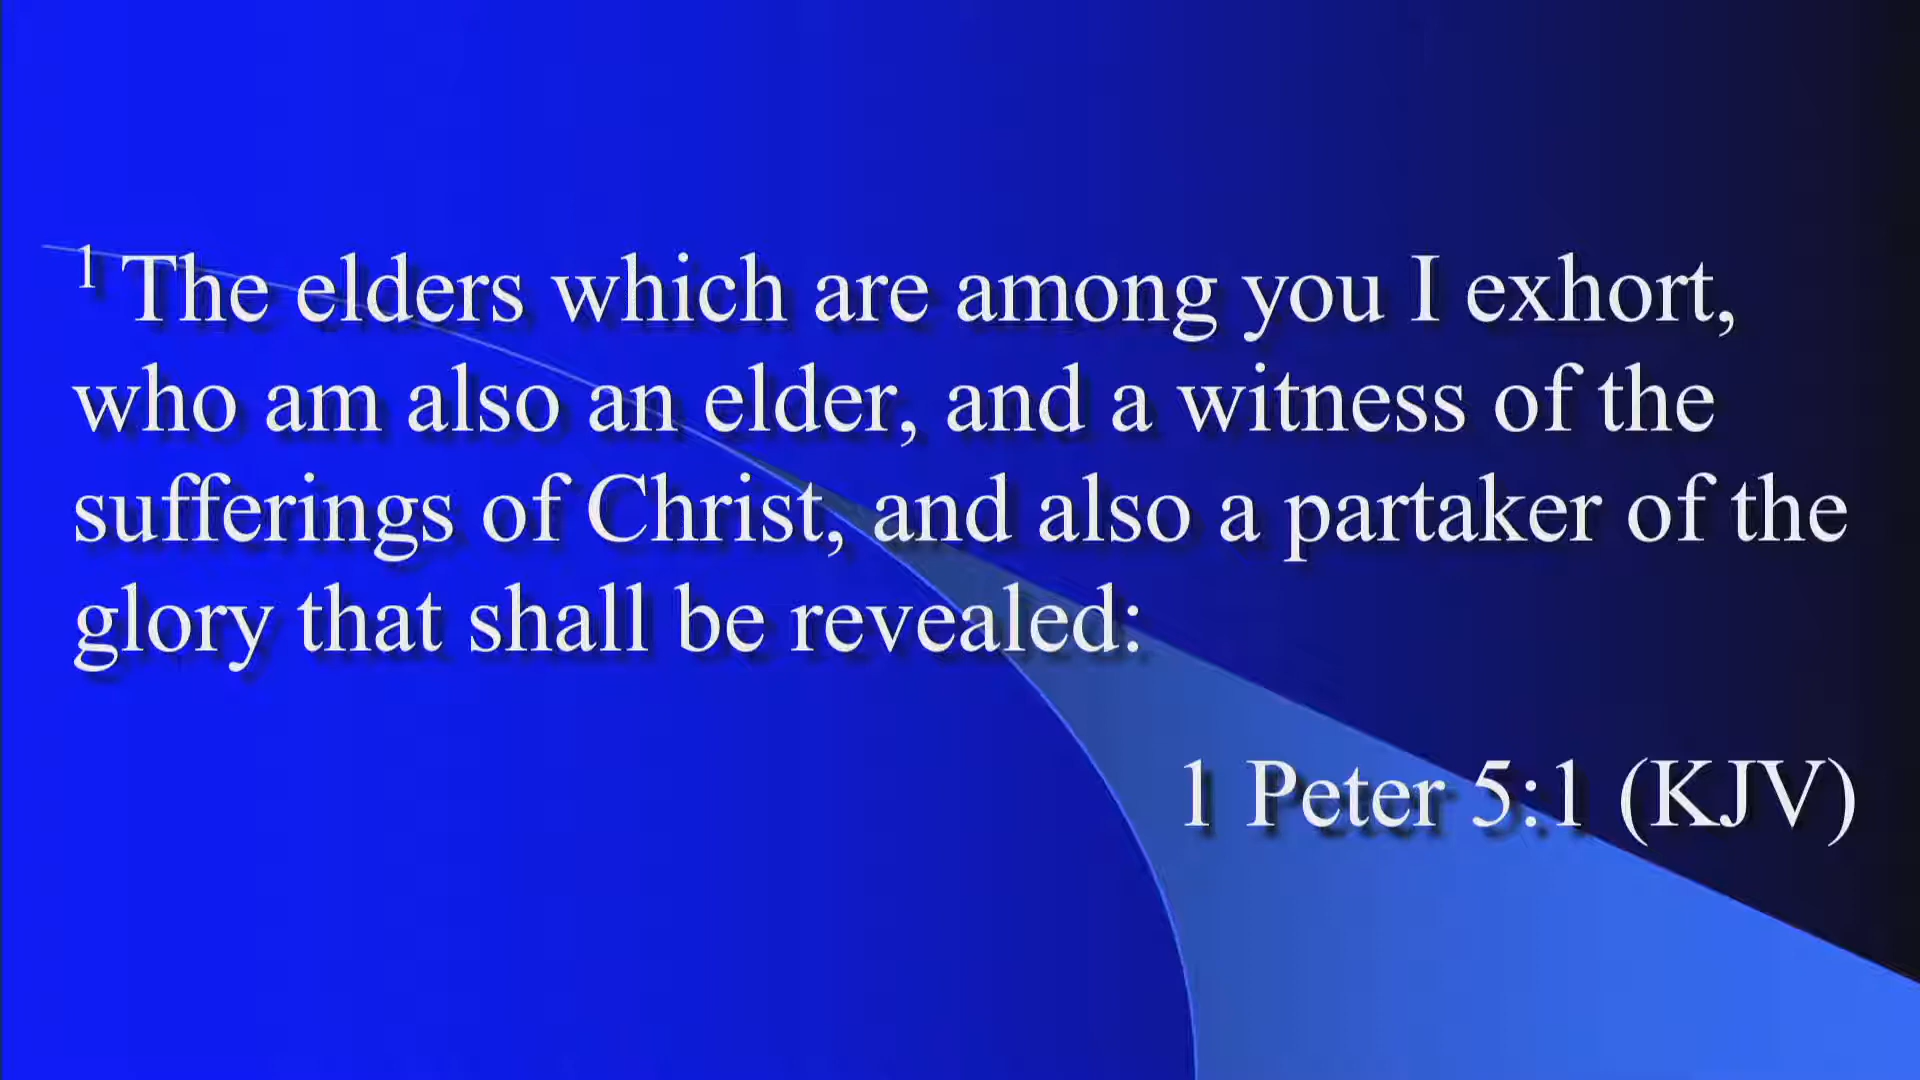 1 The elders which are among you I exhort,
who am also an elder, and a witness of the
sufferings of Christ, and also a partaker of the
glory that shall be revealed:
1 Peter 5:1 (KJV)